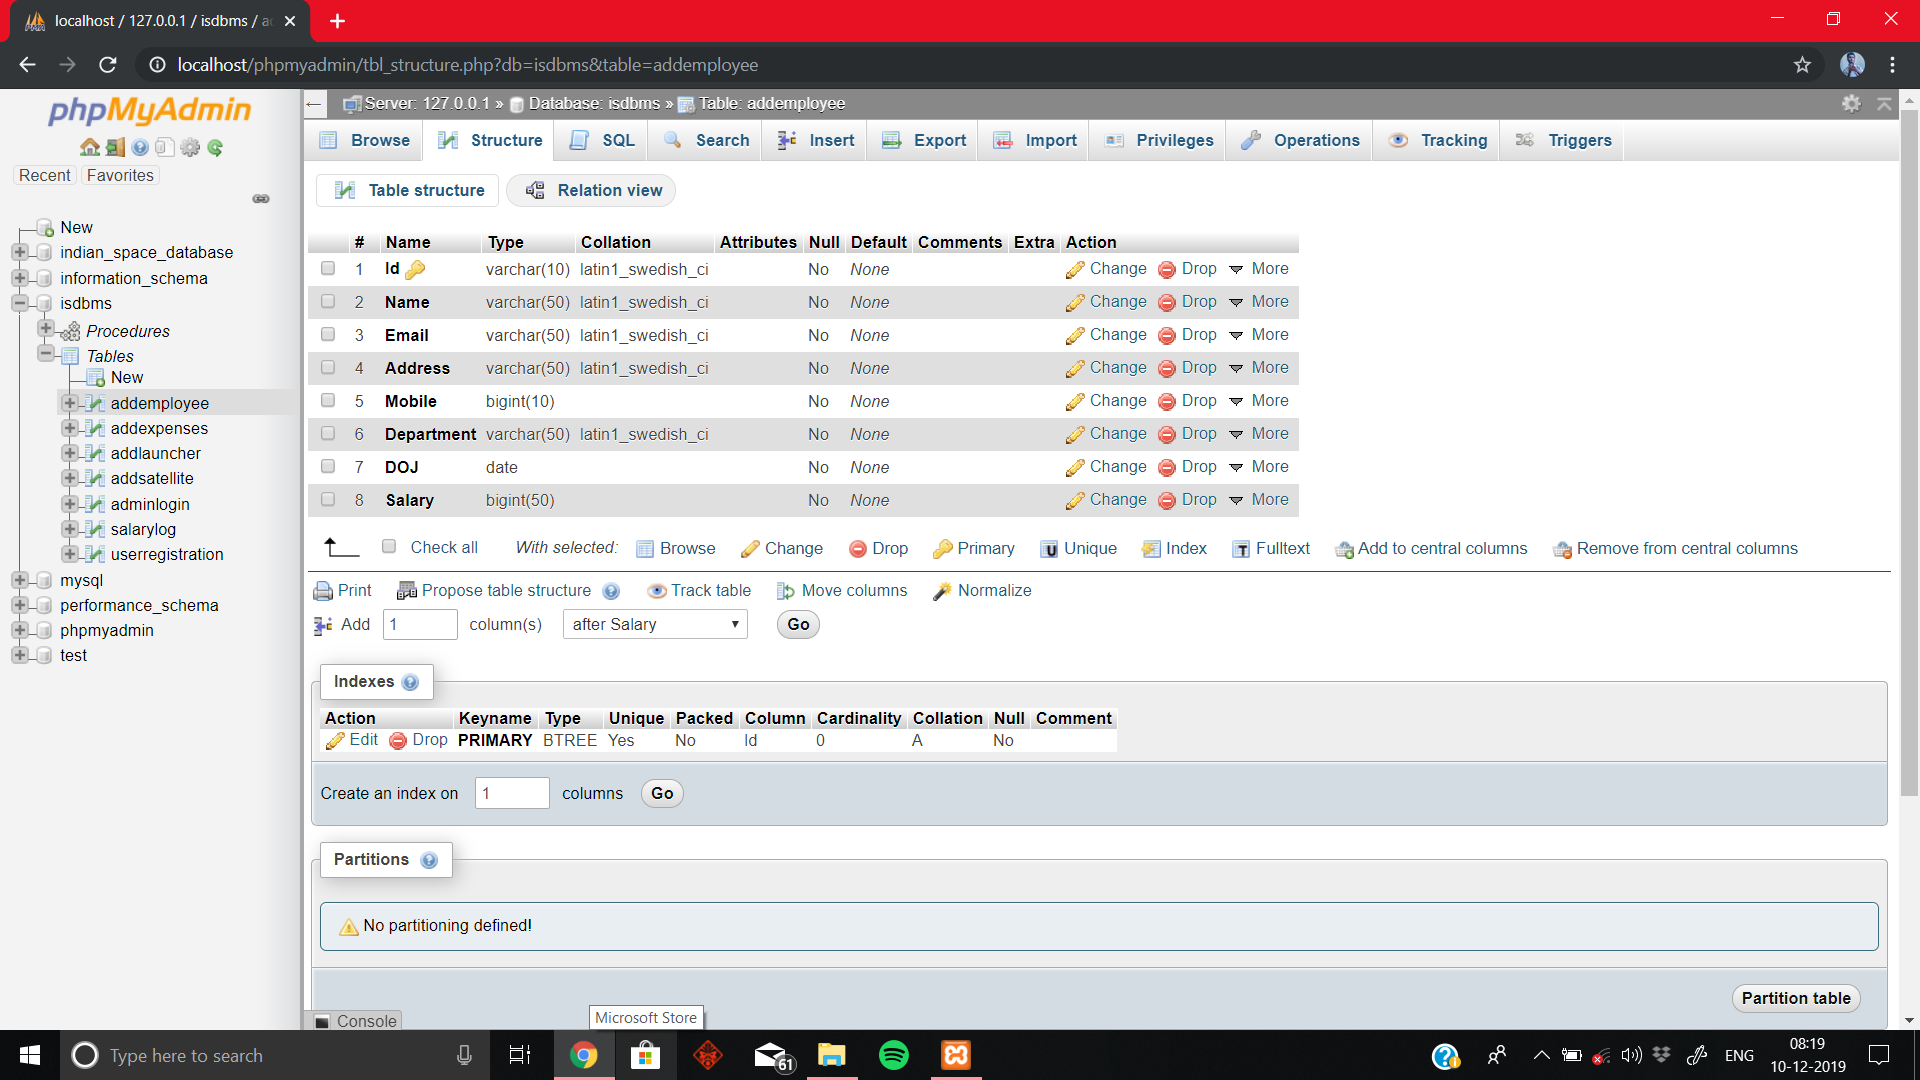 localhost / 127.0.0.1 / isdbms / ad
localhost/phpmyadmin/tbl_structure.php?db=isdbms&table=addemployee
phpMyAdmin
Recent Favorites
New
indian_space_database
information_schema
isdbms
Procedures
Tables
New
addemployee
addexpenses
addlauncher
addsatellite
adminlogin
salarylog
userregistration
mysql
performance_schema
phpmyadmin
test
Server: 127.0.0.1 » Database: isdbms » Table: addemployee
Browse Structure SQL Search Insert Export Import Privileges Operations Tracking Triggers
Table structure Relation view
# Name Type Collation Attributes Null Default Comments Extra Action
1 Id varchar(10) latin1_swedish_ci No None Change Drop More
2 Name varchar(50) latin1_swedish_ci No None Change Drop More
3 Email varchar(50) latin1_swedish_ci No None Change Drop More
4 Address varchar(50) latin1_swedish_ci No None Change Drop More
5 Mobile bigint(10) No None Change Drop More
6 Department varchar(50) latin1_swedish_ci No None Change Drop More
7 DOJ date No None Change Drop More
8 Salary bigint(50) No None Change Drop More
Check all With selected: Browse Change Drop Primary Unique Index Fulltext Add to central columns Remove from central columns
Print Propose table structure Track table Move columns Normalize
Add 1 column(s) after Salary Go
Indexes
Action Keyname Type Unique Packed Column Cardinality Collation Null Comment
Edit Drop PRIMARY BTREE Yes No Id 0 A No
Create an index on 1 columns Go
Partitions
No partitioning defined!
Partition table
Console
Microsoft Store
Type here to search
61
ENG
08:19
10-12-2019